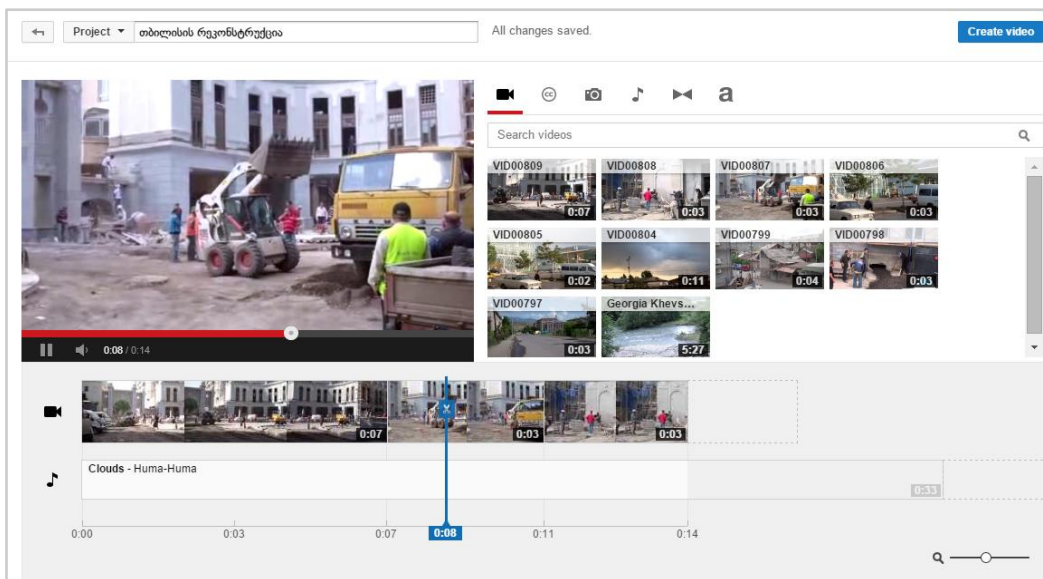 Project თბილისის რეკონსტრუქცია All changes saved. Create video
Search videos
VID00809 VID00808 VID00807 VID00806
0:07 0:03 0:03 0:03
VID00805 VID00804 VID00799 VID00798
0:02 0:11 0:04 0:03
VID00797 Georgia Khevs...
0:03 5:27
0:08 / 0:14
0:07 0:03 0:03
Clouds - Huma-Huma
0:33
0:00 0:03 0:07 0:08 0:11 0:14